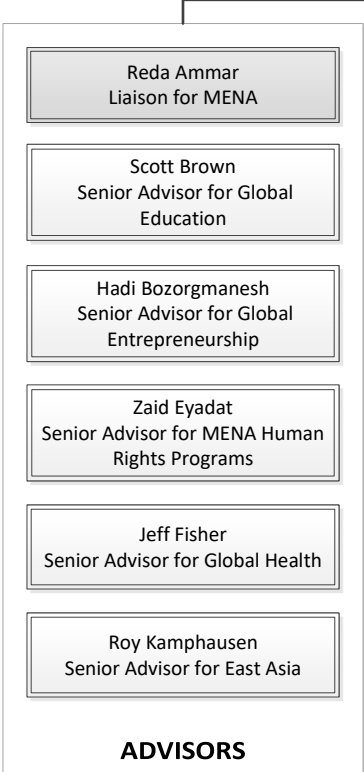 Reda Ammar
Liaison for MENA
Scott Brown
Senior Advisor for Global
Education
Hadi Bozorgmanesh
Senior Advisor for Global
Entrepreneurship
Zaid Eyadat
Senior Advisor for MENA Human
Rights Programs
Jeff Fisher
Senior Advisor for Global Health
Roy Kamphausen
Senior Advisor for East Asia
ADVISORS